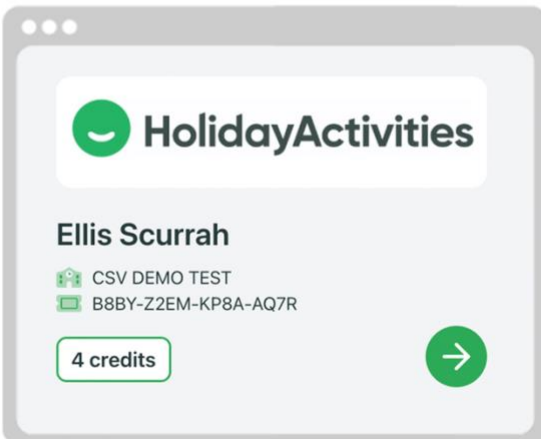 HolidayActivities
Ellis Scurrah
CSV DEMO TEST
B8BY-Z2EM-KP8A-AQ7R
4 credits